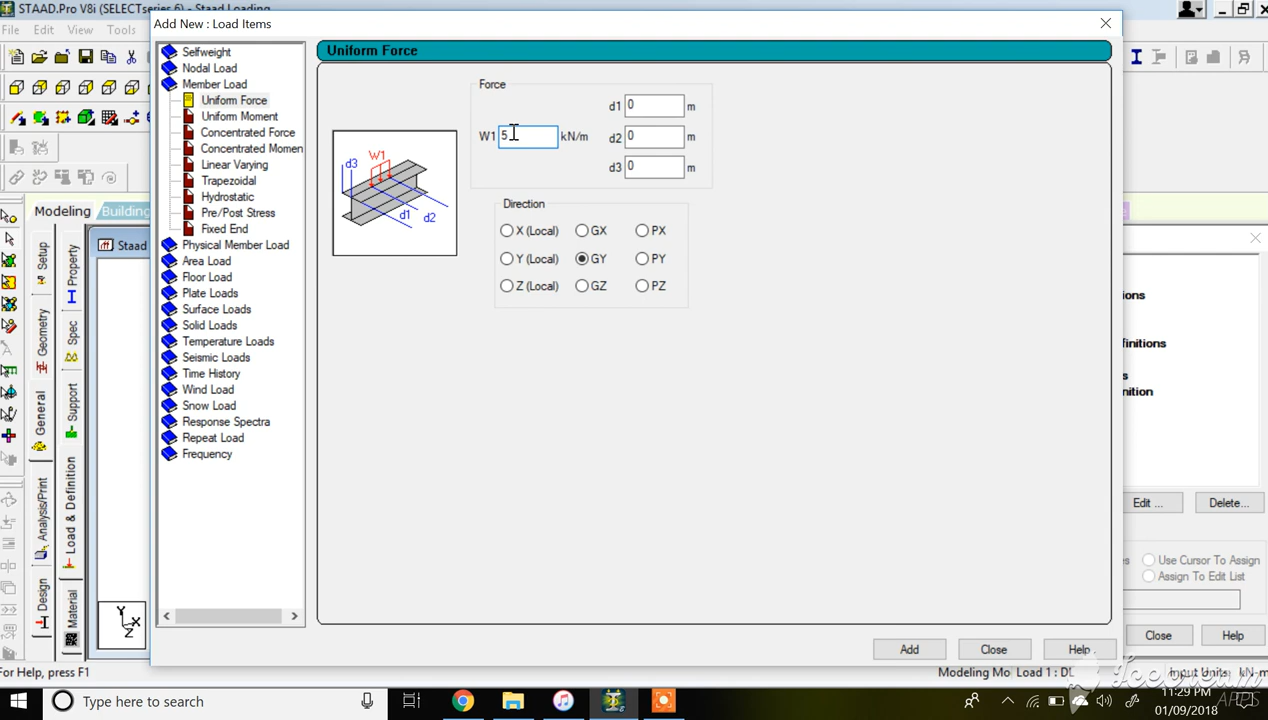 STAAD.Pro V8i (SELECTseries 6) - Staad Loading
File Edit View Tools
Add New : Load Items
Selfweight
Nodal Load
Member Load
Uniform Force
Uniform Moment
Concentrated Force
Concentrated Momen
Linear Varying
Trapezoidal
Hydrostatic
Pre/Post Stress
Fixed End
Physical Member Load
Area Load
Floor Load
Plate Loads
Surface Loads
Solid Loads
Temperature Loads
Seismic Loads
Time History
Wind Load
Snow Load
Response Spectra
Repeat Load
Frequency
Uniform Force
Force
W1 5 kN/m
d1 0 m
d2 0 m
d3 0 m
W1
d3
d1
d2
Direction
X (Local) GX PX
Y (Local) GY PY
Z (Local) GZ PZ
Add Close Help
Modeling Building
Staad
Setup
Geometry
General
Analysis/Print
Design
Property
Spec
Support
Load & Definition
Material
Y
X
Z
ions
finitions
s
nition
Edit ... Delete...
es Use Cursor To Assign
Assign To Edit List
Close Help
For Help, press F1
Modeling Mo Load 1 : DL Input Units: kN-m
Type here to search
11:29 PM
01/09/2018
APPS